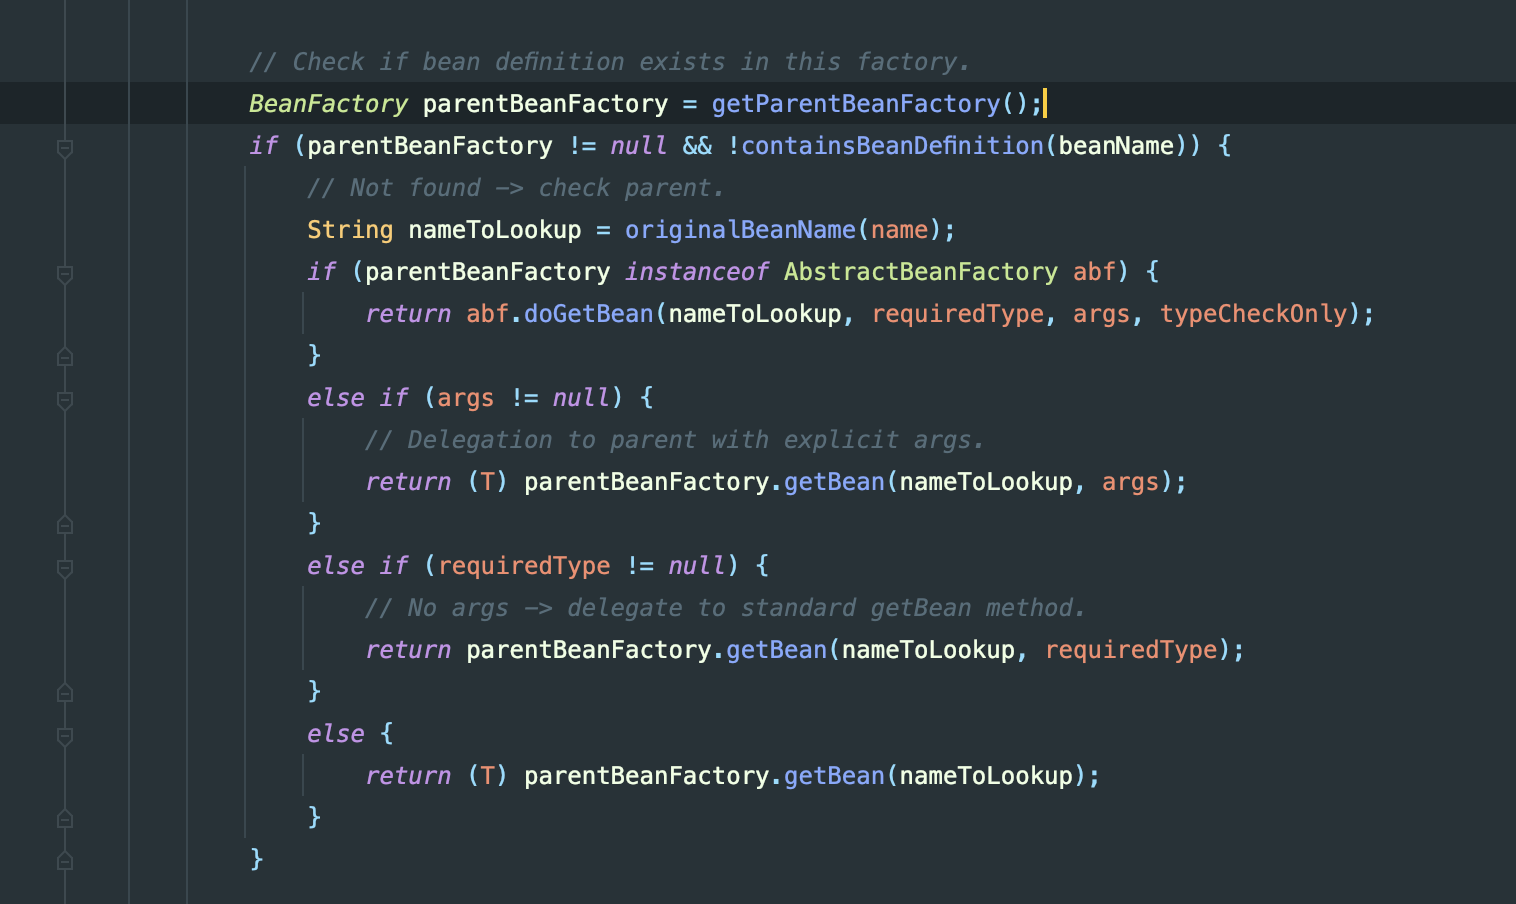 // Check if bean definition exists in this factory.
BeanFactory parentBeanFactory = getParentBeanFactory();
if (parentBeanFactory != null && !containsBeanDefinition(beanName)) {
// Not found -> check parent.
String nameToLookup = originalBeanName(name);
if (parentBeanFactory instanceof AbstractBeanFactory abf) {
return abf.doGetBean(nameToLookup, requiredType, args, typeCheckOnly);
}
else if (args != null) {
// Delegation to parent with explicit args.
return (T) parentBeanFactory.getBean(nameToLookup, args);
}
else if (requiredType != null) {
// No args -> delegate to standard getBean method.
return parentBeanFactory.getBean(nameToLookup, requiredType);
}
else {
return (T) parentBeanFactory.getBean(nameToLookup);
}
}